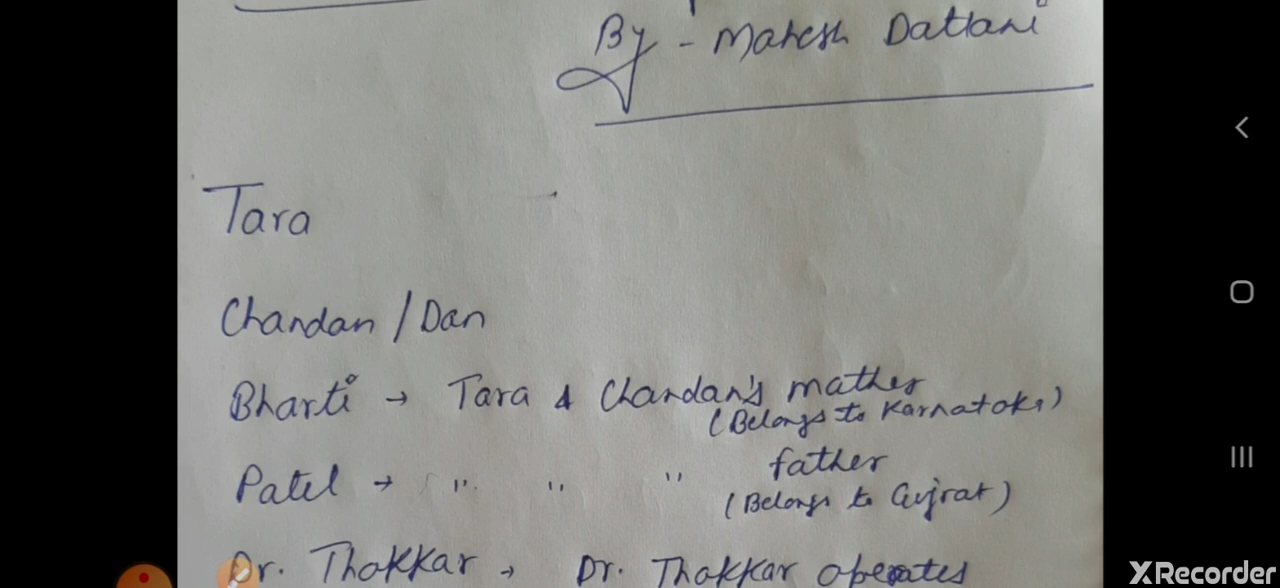 By - Mahesh Dattani
Tara
Chandan / Dan
Bharti → Tara & Chandan's mother
(Belongs to Karnataka)
Patel → " " " father
(Belongs to Gujrat)
Dr. Thakkar → Dr. Thakkar operates
XRecorder